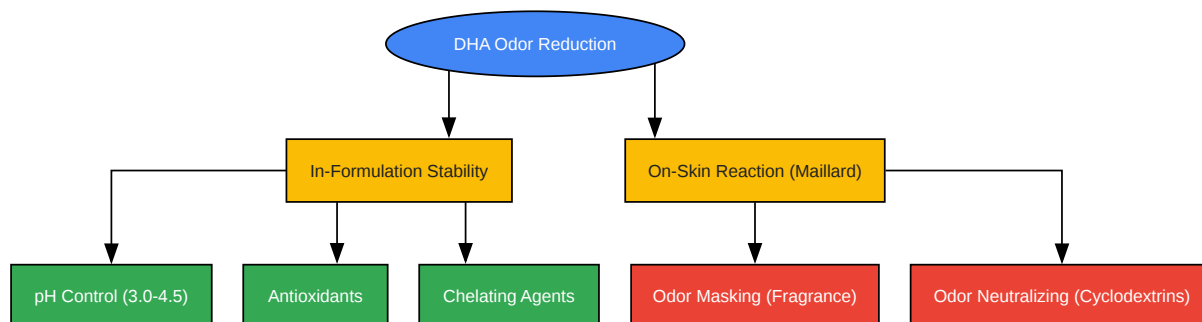 DHA Odor Reduction
In-Formulation Stability
On-Skin Reaction (Maillard)
pH Control (3.0-4.5)
Antioxidants
Chelating Agents
Odor Masking (Fragrance)
Odor Neutralizing (Cyclodextrins)